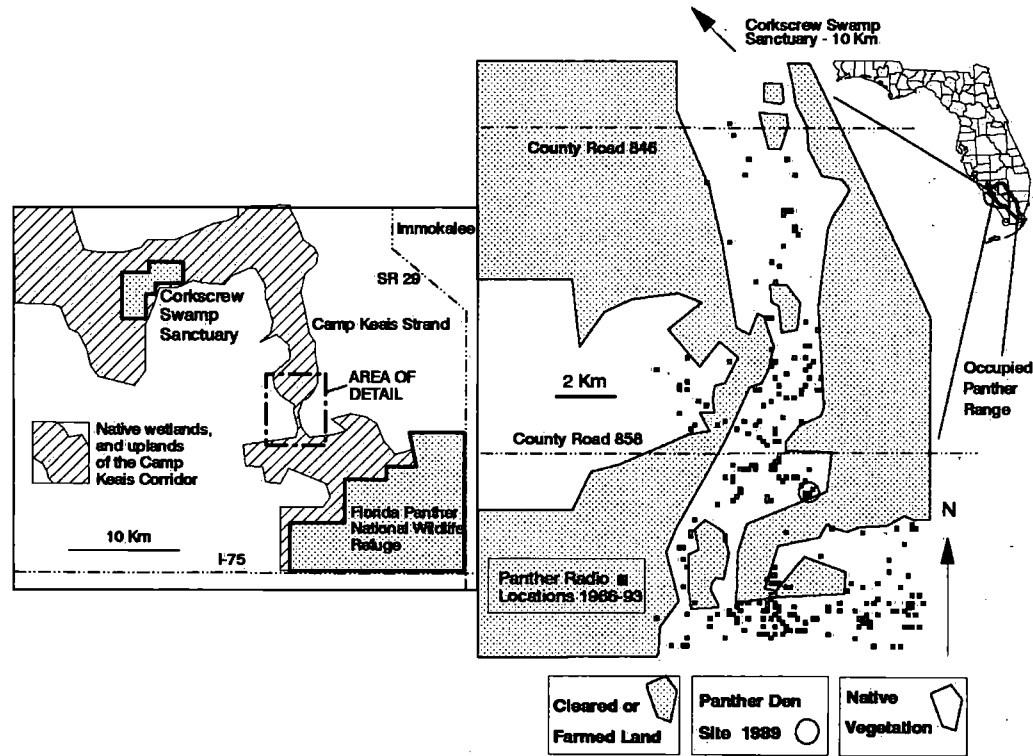 Corkscrew Swamp
Sanctuary - 10 Km
County Road 846
Immokalee
SR 29
Corkscrew
Swamp
Sanctuary
Camp Keais Strand
AREA OF
DETAIL
Native wetlands,
and uplands
of the Camp
Keais Corridor
10 Km
I-75
Florida Panther
National Wildlife
Refuge
2 Km
County Road 858
Occupied
Panther
Range
N
Panther Radio
Locations 1986-93
Cleared or
Farmed Land
Panther Den
Site 1989
Native
Vegetation